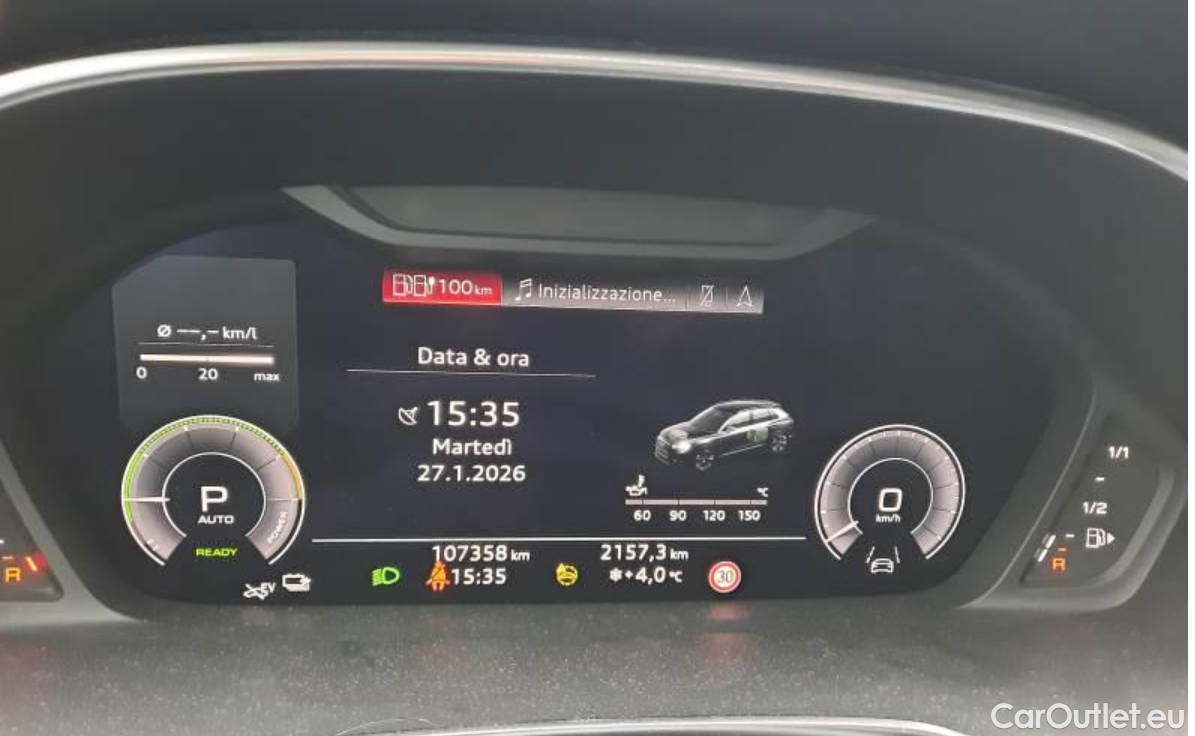 100 km Inizializzazione...
Ø --,- km/l
0 20 max
Data & ora
15:35
Martedì
27.1.2026
°C
60 90 120 150
P
AUTO
READY
POWER
0
km/h
1/1
1/2
R
R
107358 km 2157,3 km
EV
15:35 +4,0 °C
30
CarOutlet.eu